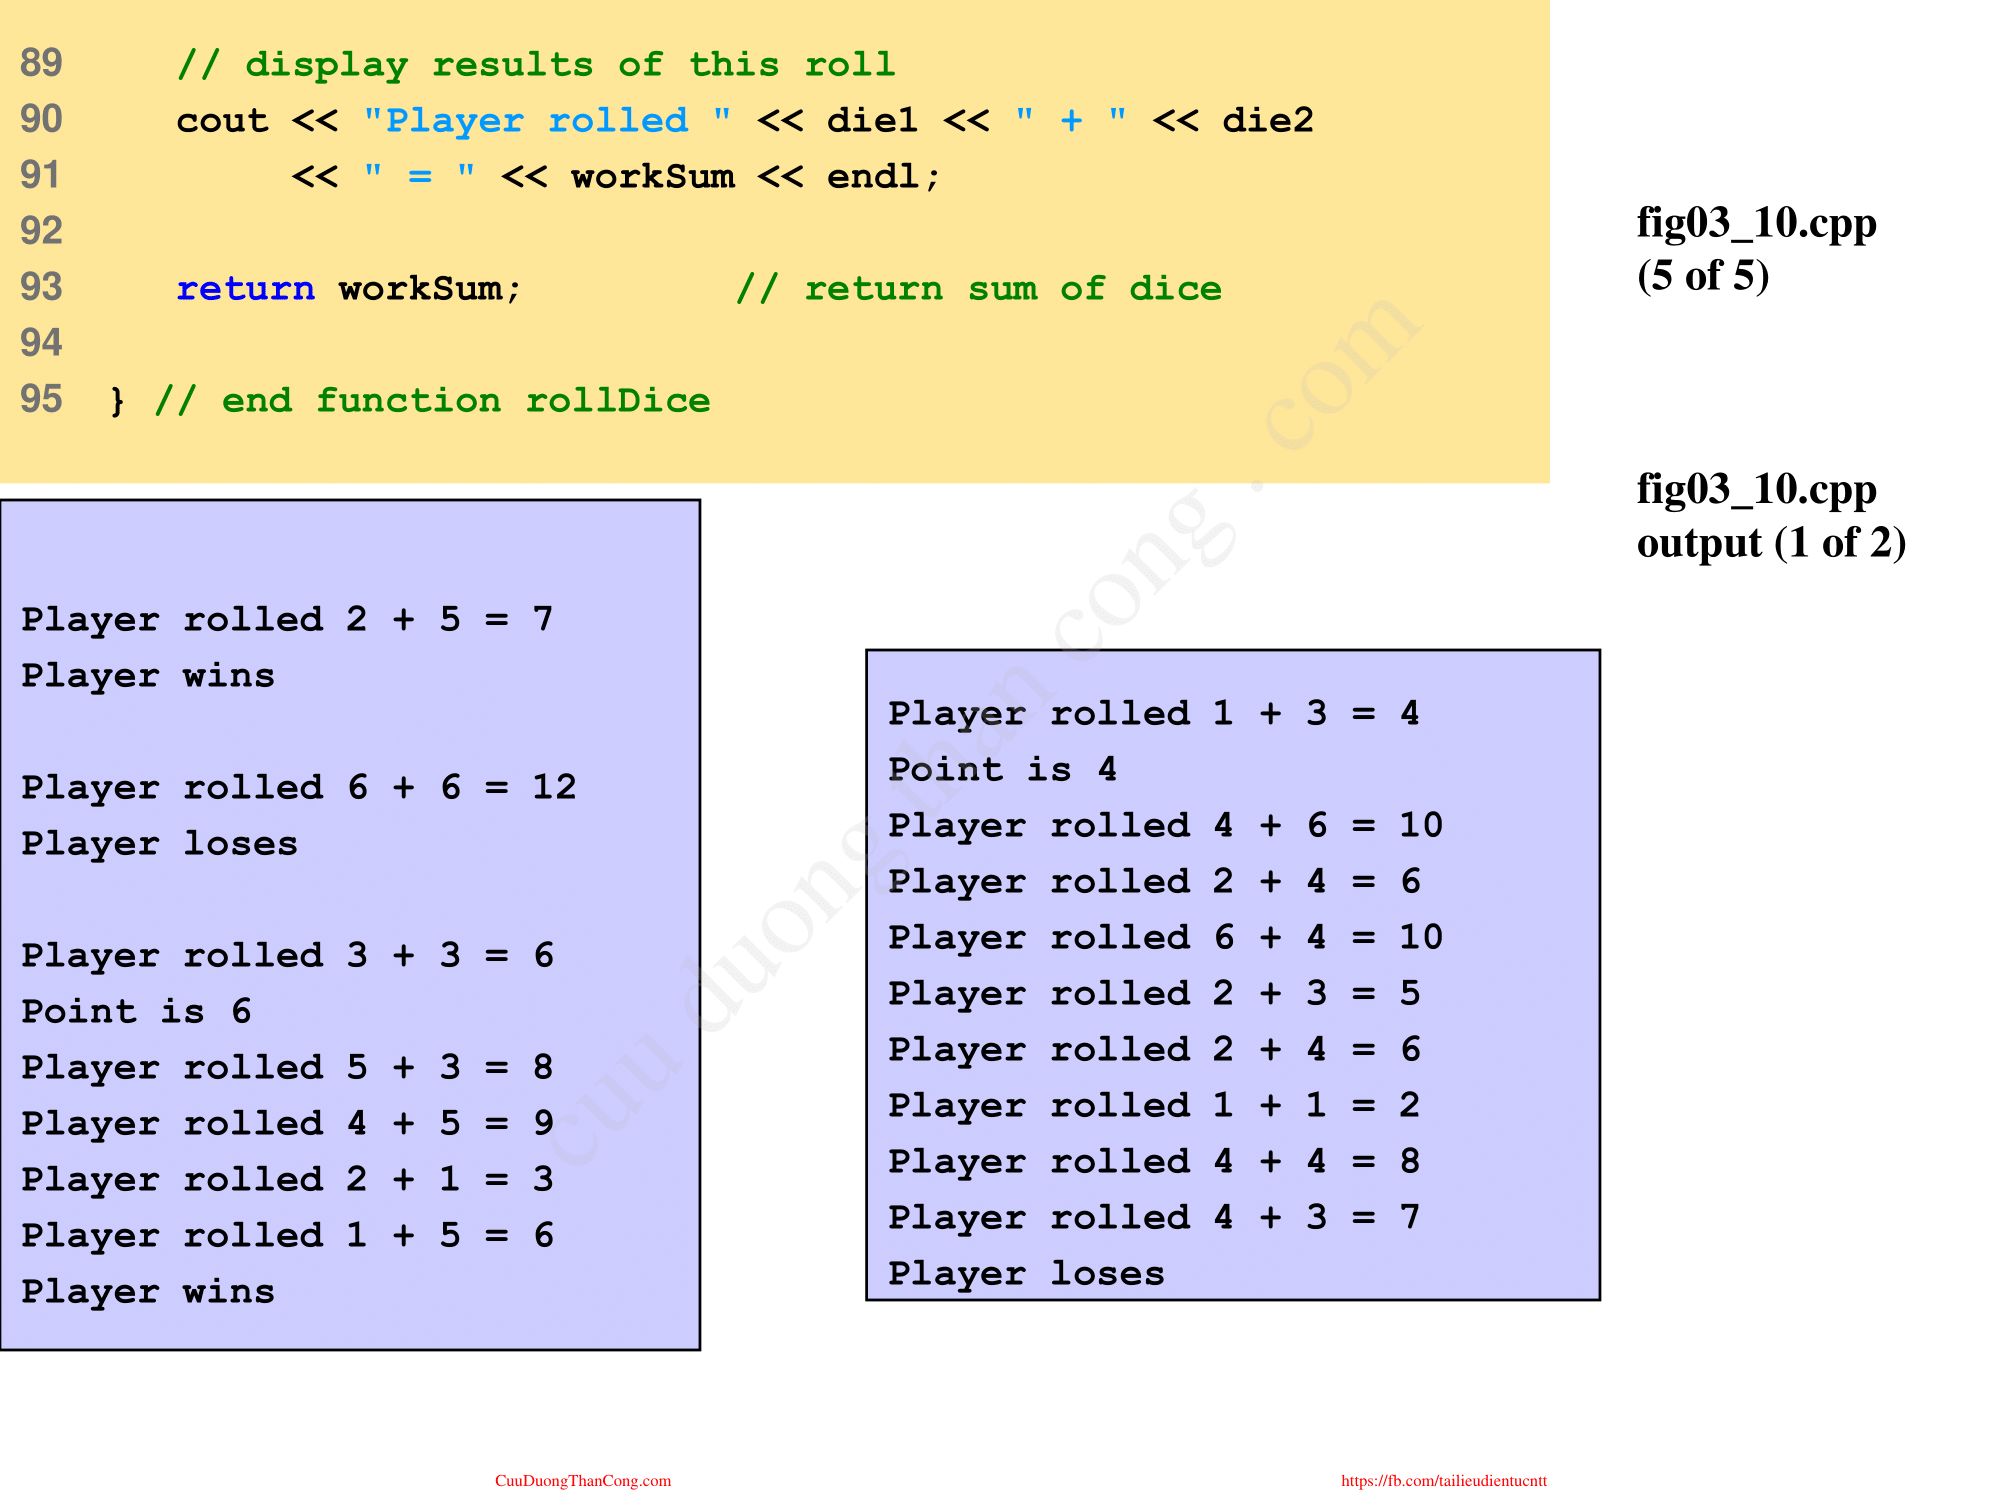 89 // display results of this roll
90 cout << "Player rolled " << die1 << " + " << die2
91 << " = " << workSum << endl;
92
93 return workSum; // return sum of dice
94
95 } // end function rollDice
fig03_10.cpp
(5 of 5)
fig03_10.cpp
output (1 of 2)
Player rolled 2 + 5 = 7
Player wins
Player rolled 6 + 6 = 12
Player loses
Player rolled 3 + 3 = 6
Point is 6
Player rolled 5 + 3 = 8
Player rolled 4 + 5 = 9
Player rolled 2 + 1 = 3
Player rolled 1 + 5 = 6
Player wins
Player rolled 1 + 3 = 4
Point is 4
Player rolled 4 + 6 = 10
Player rolled 2 + 4 = 6
Player rolled 6 + 4 = 10
Player rolled 2 + 3 = 5
Player rolled 2 + 4 = 6
Player rolled 1 + 1 = 2
Player rolled 4 + 4 = 8
Player rolled 4 + 3 = 7
Player loses
cuu duong than cong . com
CuuDuongThanCong.com
https://fb.com/tailieudientucntt